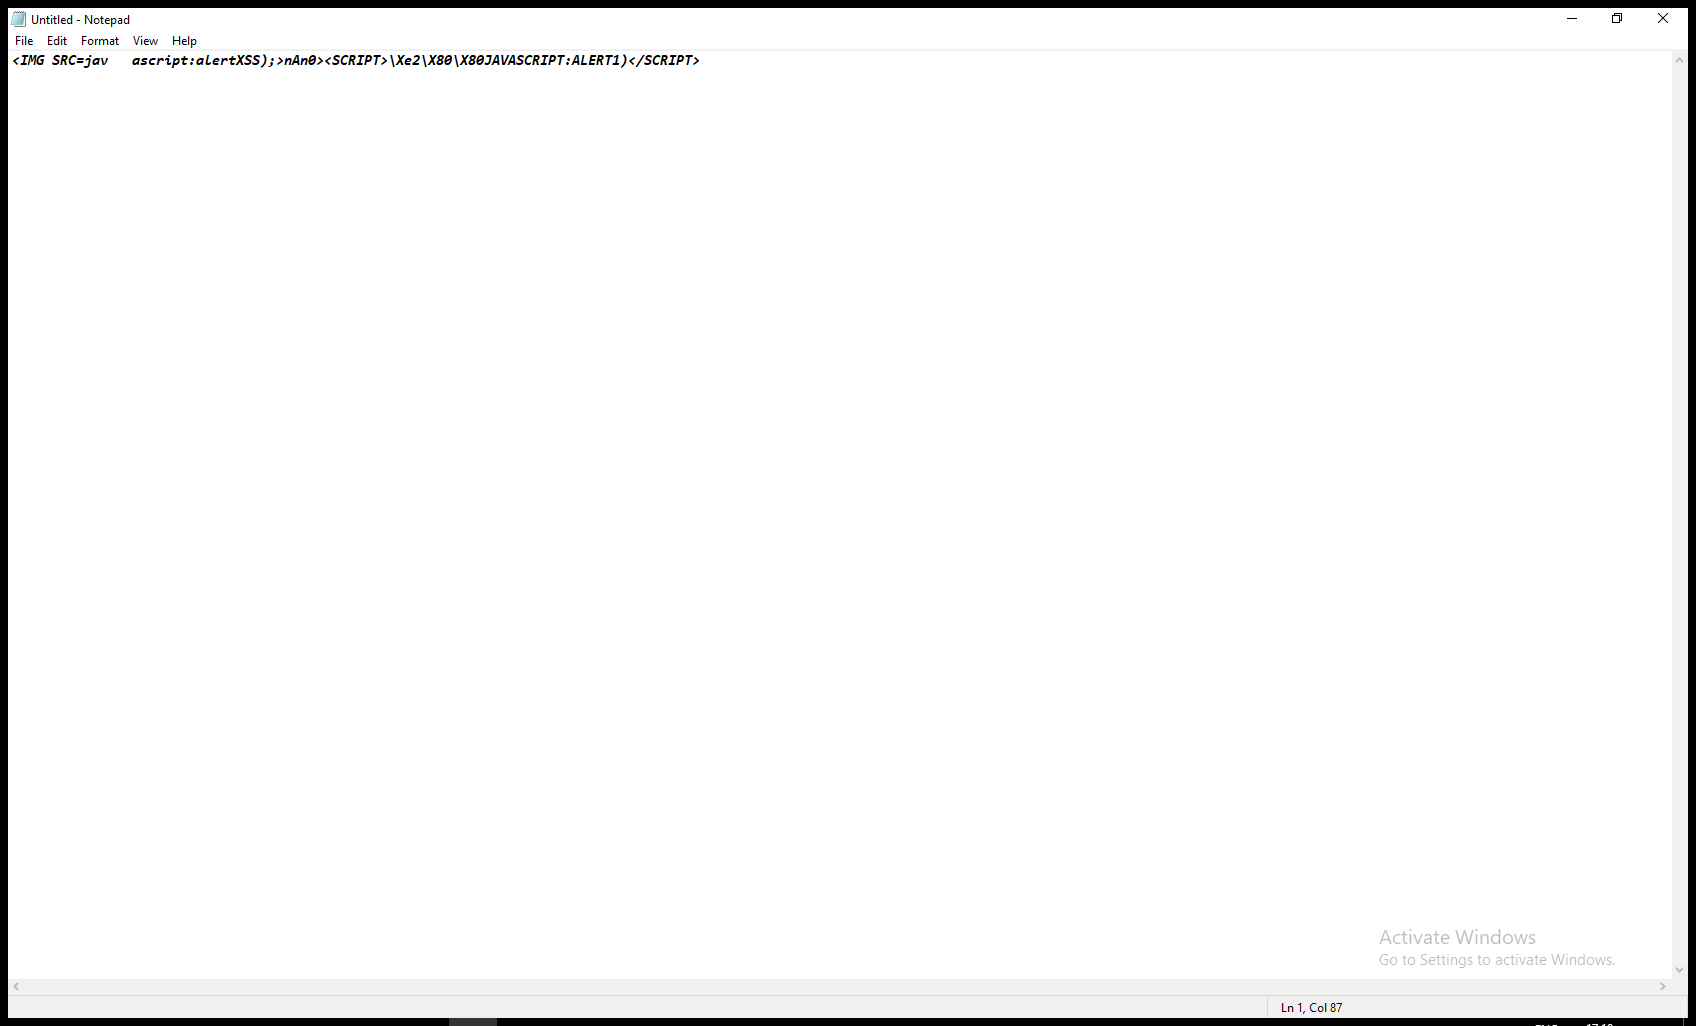 Untitled - Notepad
File Edit Format View Help
<IMG SRC=jav   ascript:alertXSS);>nAn0><SCRIPT>\Xe2\X80\X80JAVASCRIPT:ALERT1)</SCRIPT>
Activate Windows
Go to Settings to activate Windows.
Ln 1, Col 87